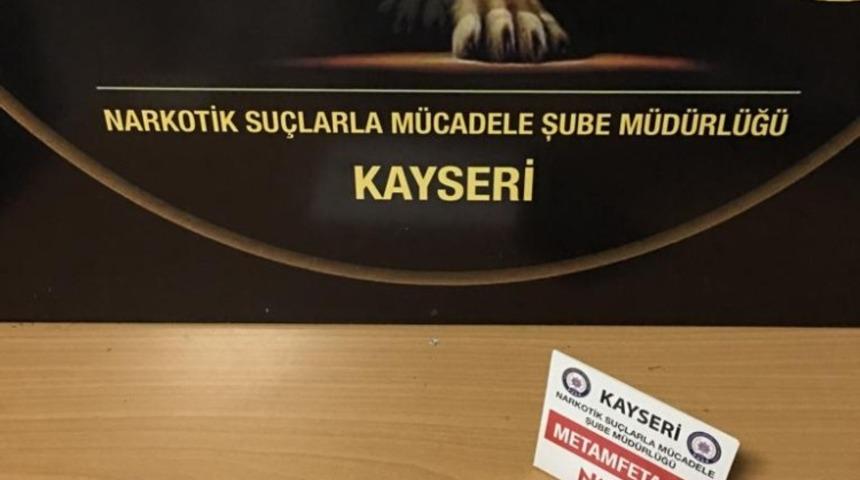 NARKOTİK SUÇLARLA MÜCADELE ŞUBE MÜDÜRLÜĞÜ
KAYSERİ
KAYSERİ
NARKOTİK SUÇLARLA MÜCADELE
ŞUBE MÜDÜRLÜĞÜ